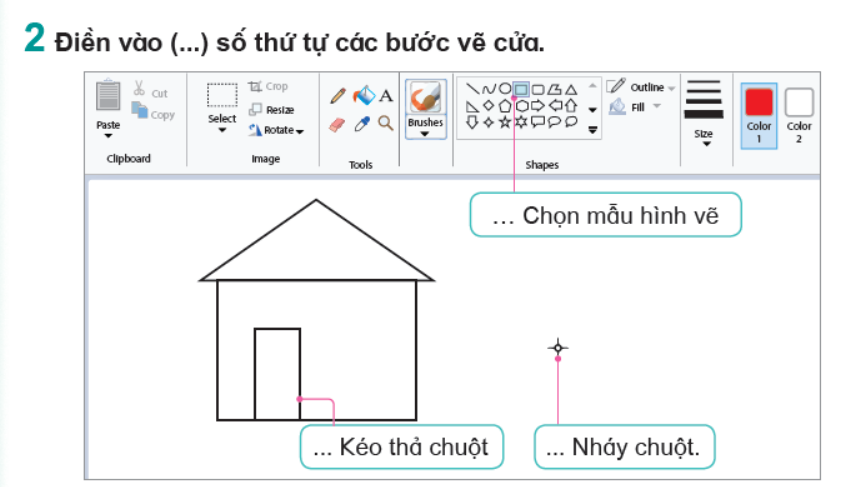 2 Điền vào (...) số thứ tự các bước vẽ cửa.
Cut
Copy
Paste
Clipboard
Select
Crop
Resize
Rotate
Image
A
Tools
Brushes
Outline
Fill
Shapes
Size
Color 1
Color 2
... Chọn mẫu hình vẽ
... Kéo thả chuột
... Nháy chuột.